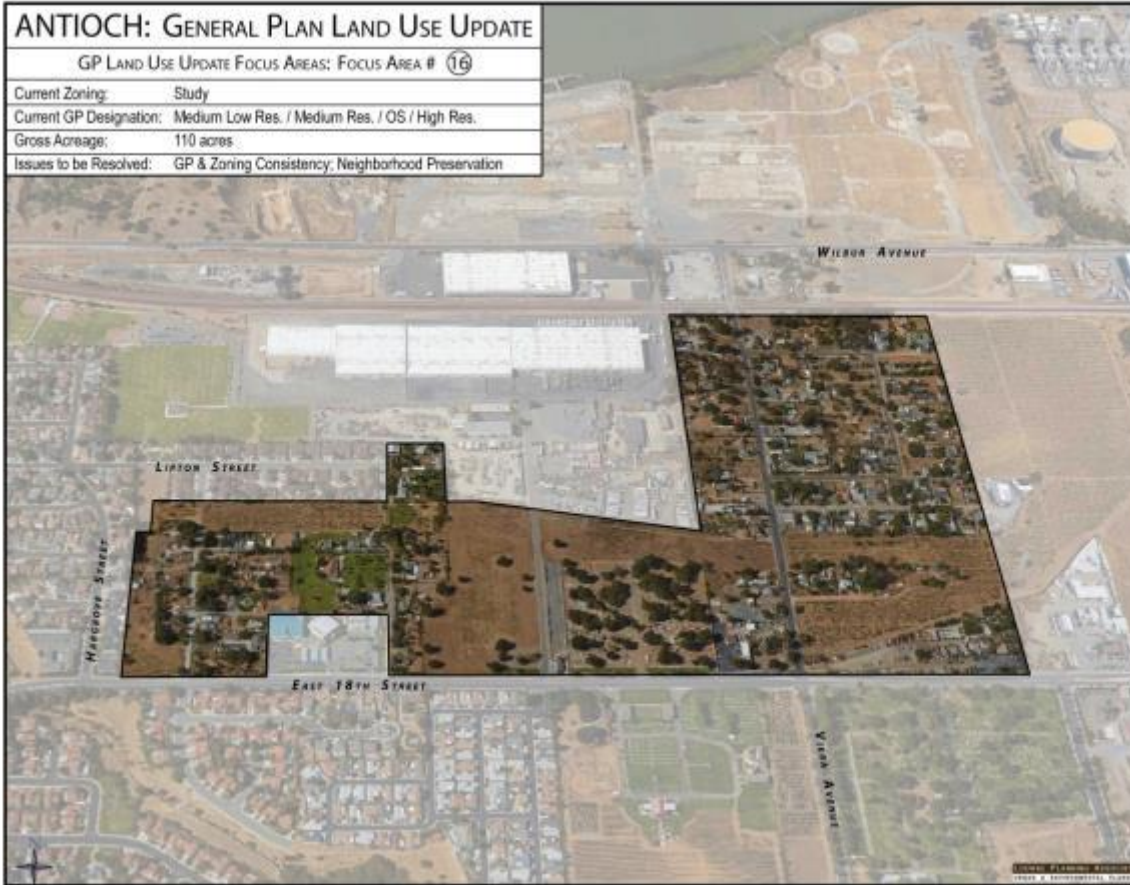 ANTIOCH: GENERAL PLAN LAND USE UPDATE
GP LAND USE UPDATE FOCUS AREAS: FOCUS AREA # 16
Current Zoning: Study
Current GP Designation: Medium Low Res. / Medium Res. / OS / High Res.
Gross Acreage: 110 acres
Issues to be Resolved: GP & Zoning Consistency; Neighborhood Preservation
WILBUR AVENUE
LIPTON STREET
HARGROVE STREET
EAST 18TH STREET
VIERA AVENUE
PLANNING